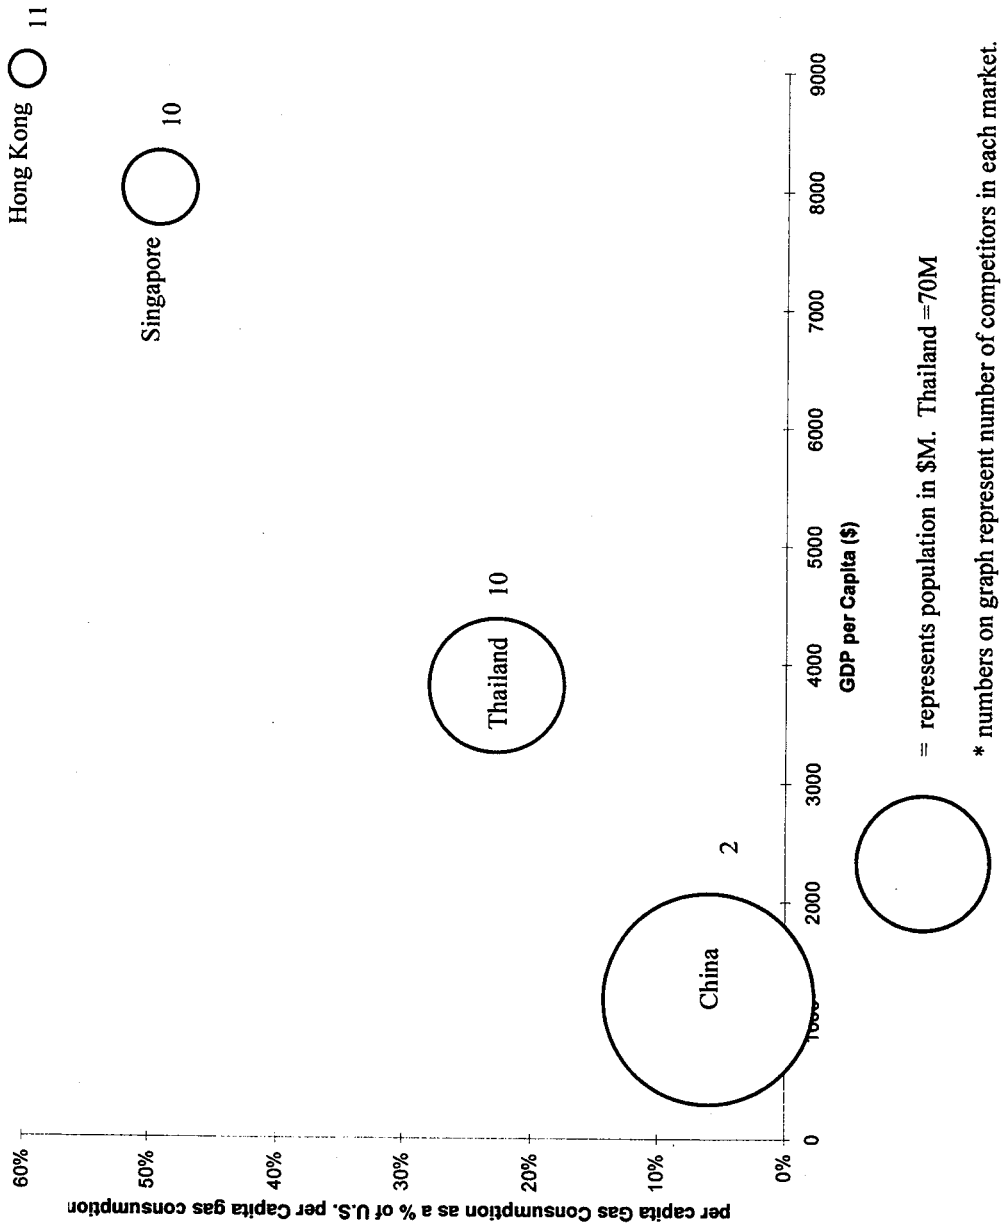 Hong Kong
11
Singapore
10
Thailand
10
China
2
60%
50%
40%
30%
20%
10%
0%
per capita Gas Consumption as a % of U.S. per Capita gas consumption
0
1000
2000
3000
4000
5000
6000
7000
8000
9000
GDP per Capita ($)
= represents population in $M. Thailand =70M
* numbers on graph represent number of competitors in each market.